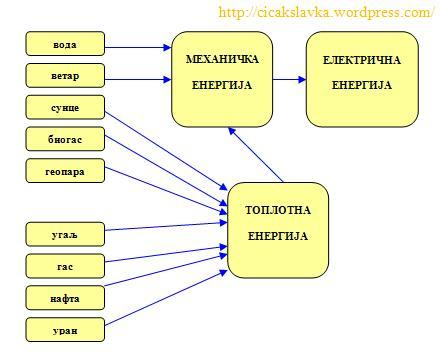 http://cicakslavka.wordpress.com/
вода
ветар
сунце
биогас
геопара
угаљ
гас
нафта
уран
МЕХАНИЧКА
ЕНЕРГИЈА
ЕЛЕКТРИЧНА
ЕНЕРГИЈА
ТОПЛОТНА
ЕНЕРГИЈА